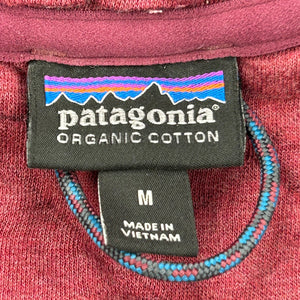 patagonia®
ORGANIC COTTON
M
MADE IN
VIETNAM